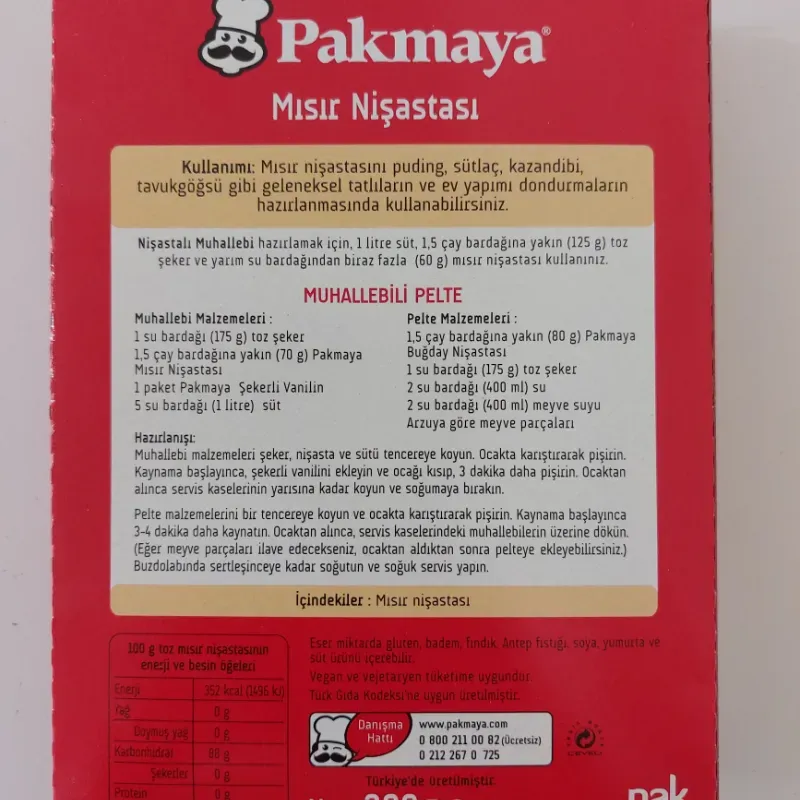 Pakmaya®
Mısır Nişastası
Kullanımı: Mısır nişastasını puding, sütlaç, kazandibi,
tavukgöğsü gibi geleneksel tatlıların ve ev yapımı dondurmaların
hazırlanmasında kullanabilirsiniz.
Nişastalı Muhallebi hazırlamak için, 1 litre süt, 1,5 çay bardağına yakın (125 g) toz
şeker ve yarım su bardağından biraz fazla (60 g) mısır nişastası kullanınız.
MUHALLEBİLİ PELTE
Muhallebi Malzemeleri :
1 su bardağı (175 g) toz şeker
1,5 çay bardağına yakın (70 g) Pakmaya
Mısır Nişastası
1 paket Pakmaya Şekerli Vanilin
5 su bardağı (1 litre) süt
Pelte Malzemeleri :
1,5 çay bardağına yakın (80 g) Pakmaya
Buğday Nişastası
1 su bardağı (175 g) toz şeker
2 su bardağı (400 ml) su
2 su bardağı (400 ml) meyve suyu
Arzuya göre meyve parçaları
Hazırlanışı:
Muhallebi malzemeleri şeker, nişasta ve sütü tencereye koyun. Ocakta karıştırarak pişirin.
Kaynama başlayınca, şekerli vanilini ekleyin ve ocağı kısıp, 3 dakika daha pişirin. Ocaktan
alınca servis kaselerinin yarısına kadar koyun ve soğumaya bırakın.
Pelte malzemelerini bir tencereye koyun ve ocakta karıştırarak pişirin. Kaynama başlayınca
3-4 dakika daha kaynatın. Ocaktan alınca, servis kaselerindeki muhallebilerin üzerine dökün.
(Eğer meyve parçaları ilave edecekseniz, ocaktan aldıktan sonra pelteye ekleyebilirsiniz.)
Buzdolabında sertleşinceye kadar soğutun ve soğuk servis yapın.
İçindekiler : Mısır nişastası
100 g toz mısır nişastasının
enerji ve besin öğeleri
Enerji 352 kcal (1496 kJ)
Yağ 0 g
Doymuş yağ 0 g
Karbonhidrat 88 g
Şekerler 0 g
Protein
Eser miktarda gluten, badem, fındık, Antep fıstığı, soya, yumurta ve
süt ürünü içerebilir.
Vegan ve vejetaryen tüketime uygundur.
Türk Gıda Kodeksi'ne uygun üretilmiştir.
Danışma
Hattı
www.pakmaya.com
0 800 211 00 82 (Ücretsiz)
0 212 267 0 725
Türkiye'de üretilmiştir.
pak